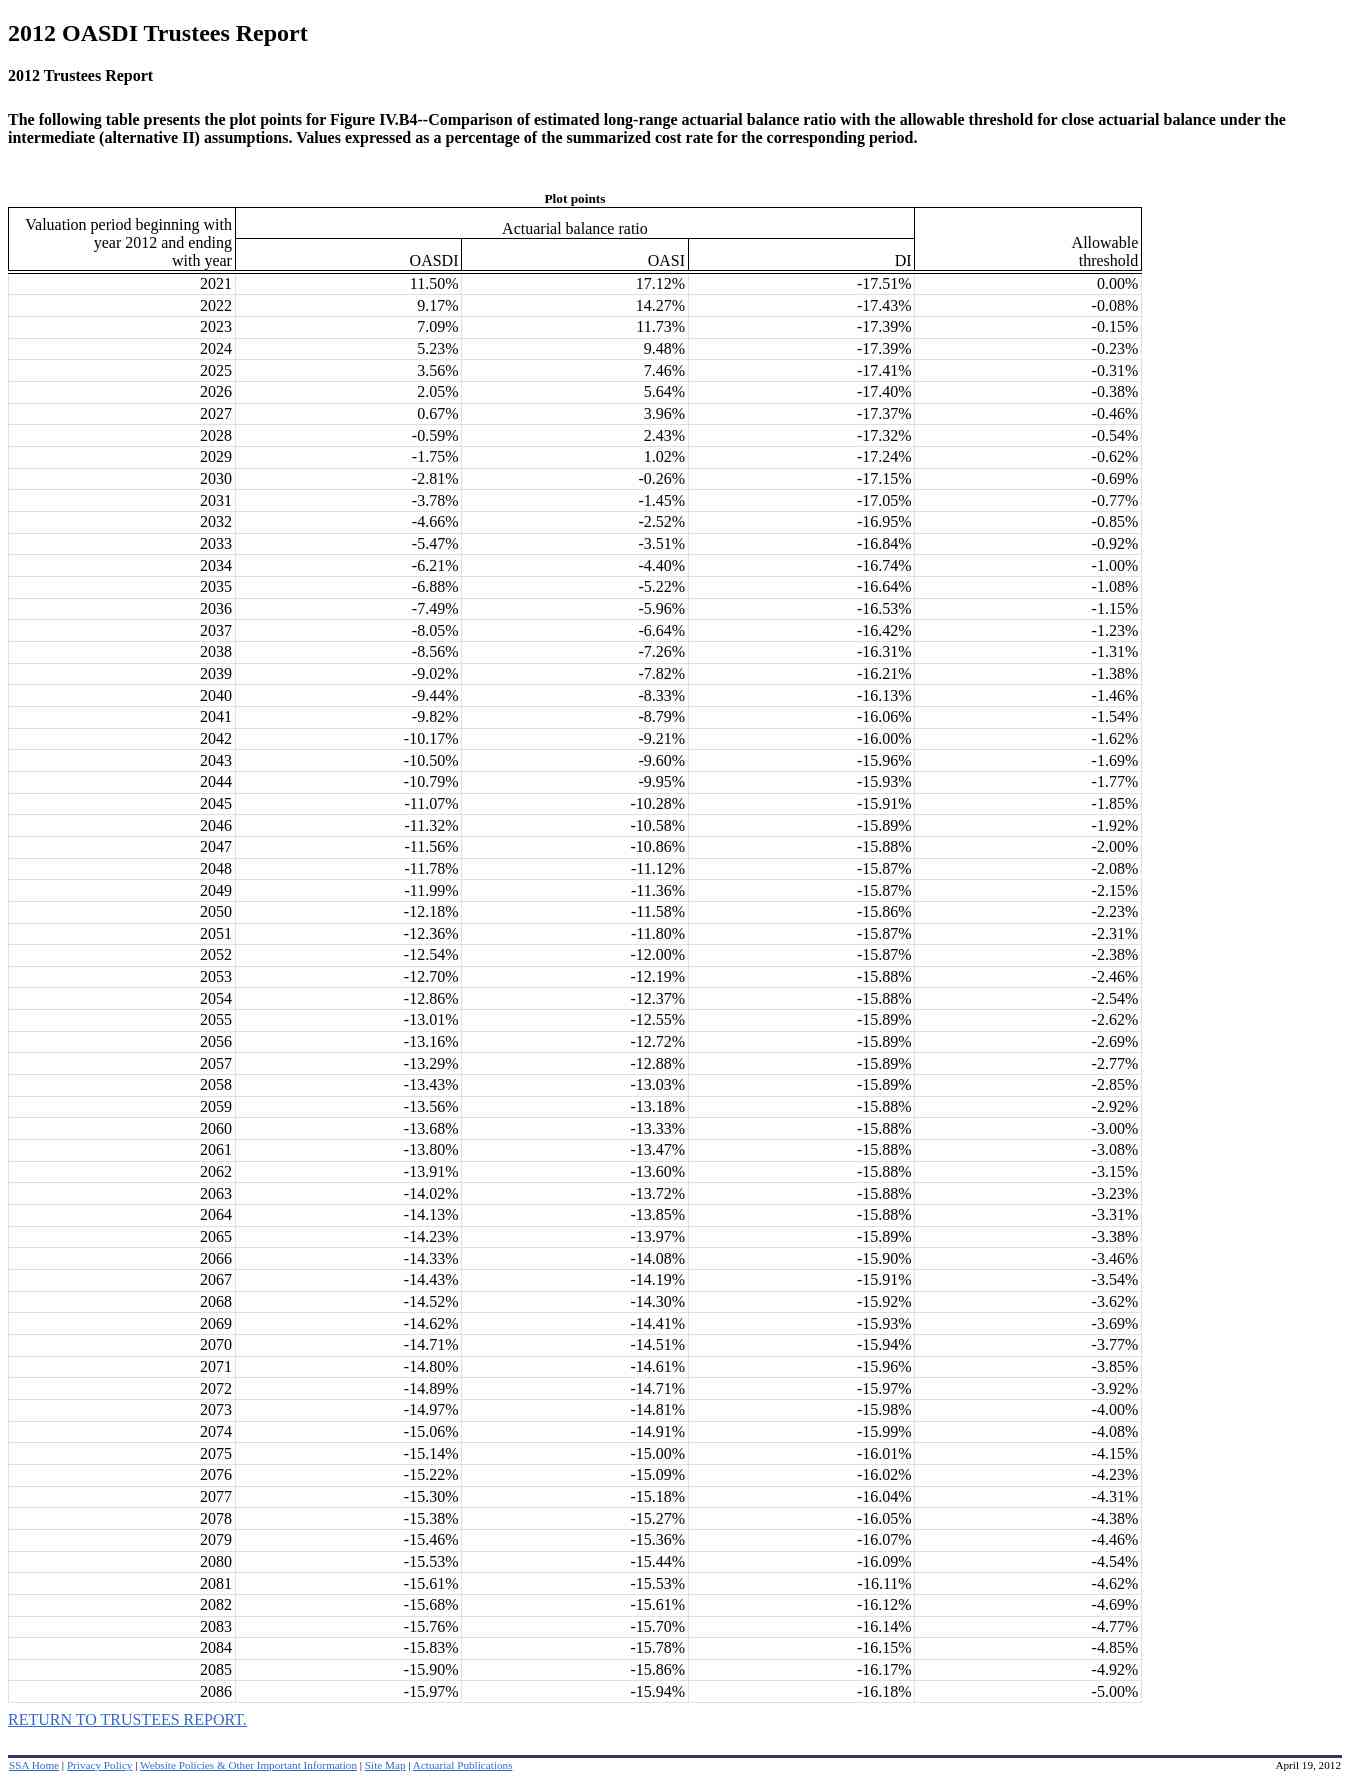 2012 OASDI Trustees Report
2012 Trustees Report
The following table presents the plot points for Figure IV.B4--Comparison of estimated long-range actuarial balance ratio with the allowable threshold for close actuarial balance under the
intermediate (alternative II) assumptions. Values expressed as a percentage of the summarized cost rate for the corresponding period.
Plot points
Valuation period beginning with
year 2012 and ending
with year
Actuarial balance ratio
Allowable
threshold
OASDI OASI DI
2021 11.50% 17.12% -17.51% 0.00%
2022 9.17% 14.27% -17.43% -0.08%
2023 7.09% 11.73% -17.39% -0.15%
2024 5.23% 9.48% -17.39% -0.23%
2025 3.56% 7.46% -17.41% -0.31%
2026 2.05% 5.64% -17.40% -0.38%
2027 0.67% 3.96% -17.37% -0.46%
2028 -0.59% 2.43% -17.32% -0.54%
2029 -1.75% 1.02% -17.24% -0.62%
2030 -2.81% -0.26% -17.15% -0.69%
2031 -3.78% -1.45% -17.05% -0.77%
2032 -4.66% -2.52% -16.95% -0.85%
2033 -5.47% -3.51% -16.84% -0.92%
2034 -6.21% -4.40% -16.74% -1.00%
2035 -6.88% -5.22% -16.64% -1.08%
2036 -7.49% -5.96% -16.53% -1.15%
2037 -8.05% -6.64% -16.42% -1.23%
2038 -8.56% -7.26% -16.31% -1.31%
2039 -9.02% -7.82% -16.21% -1.38%
2040 -9.44% -8.33% -16.13% -1.46%
2041 -9.82% -8.79% -16.06% -1.54%
2042 -10.17% -9.21% -16.00% -1.62%
2043 -10.50% -9.60% -15.96% -1.69%
2044 -10.79% -9.95% -15.93% -1.77%
2045 -11.07% -10.28% -15.91% -1.85%
2046 -11.32% -10.58% -15.89% -1.92%
2047 -11.56% -10.86% -15.88% -2.00%
2048 -11.78% -11.12% -15.87% -2.08%
2049 -11.99% -11.36% -15.87% -2.15%
2050 -12.18% -11.58% -15.86% -2.23%
2051 -12.36% -11.80% -15.87% -2.31%
2052 -12.54% -12.00% -15.87% -2.38%
2053 -12.70% -12.19% -15.88% -2.46%
2054 -12.86% -12.37% -15.88% -2.54%
2055 -13.01% -12.55% -15.89% -2.62%
2056 -13.16% -12.72% -15.89% -2.69%
2057 -13.29% -12.88% -15.89% -2.77%
2058 -13.43% -13.03% -15.89% -2.85%
2059 -13.56% -13.18% -15.88% -2.92%
2060 -13.68% -13.33% -15.88% -3.00%
2061 -13.80% -13.47% -15.88% -3.08%
2062 -13.91% -13.60% -15.88% -3.15%
2063 -14.02% -13.72% -15.88% -3.23%
2064 -14.13% -13.85% -15.88% -3.31%
2065 -14.23% -13.97% -15.89% -3.38%
2066 -14.33% -14.08% -15.90% -3.46%
2067 -14.43% -14.19% -15.91% -3.54%
2068 -14.52% -14.30% -15.92% -3.62%
2069 -14.62% -14.41% -15.93% -3.69%
2070 -14.71% -14.51% -15.94% -3.77%
2071 -14.80% -14.61% -15.96% -3.85%
2072 -14.89% -14.71% -15.97% -3.92%
2073 -14.97% -14.81% -15.98% -4.00%
2074 -15.06% -14.91% -15.99% -4.08%
2075 -15.14% -15.00% -16.01% -4.15%
2076 -15.22% -15.09% -16.02% -4.23%
2077 -15.30% -15.18% -16.04% -4.31%
2078 -15.38% -15.27% -16.05% -4.38%
2079 -15.46% -15.36% -16.07% -4.46%
2080 -15.53% -15.44% -16.09% -4.54%
2081 -15.61% -15.53% -16.11% -4.62%
2082 -15.68% -15.61% -16.12% -4.69%
2083 -15.76% -15.70% -16.14% -4.77%
2084 -15.83% -15.78% -16.15% -4.85%
2085 -15.90% -15.86% -16.17% -4.92%
2086 -15.97% -15.94% -16.18% -5.00%
RETURN TO TRUSTEES REPORT.
SSA Home | Privacy Policy | Website Policies & Other Important Information | Site Map | Actuarial Publications April 19, 2012